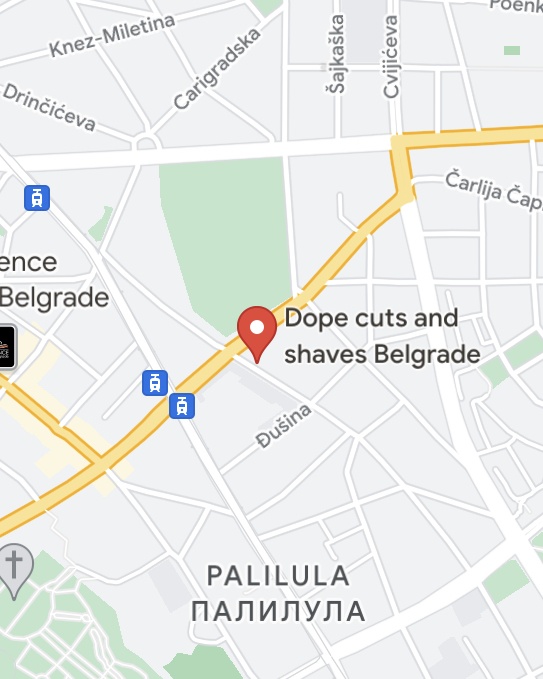 Poenk
Knez-Miletina
Carigradska
Šajkaška
Cvijićeva
Drinčićeva
Čarlija Čap
ence
Belgrade
Dope cuts and
shaves Belgrade
Đušina
PALILULA
ПАЛИЛУЛА